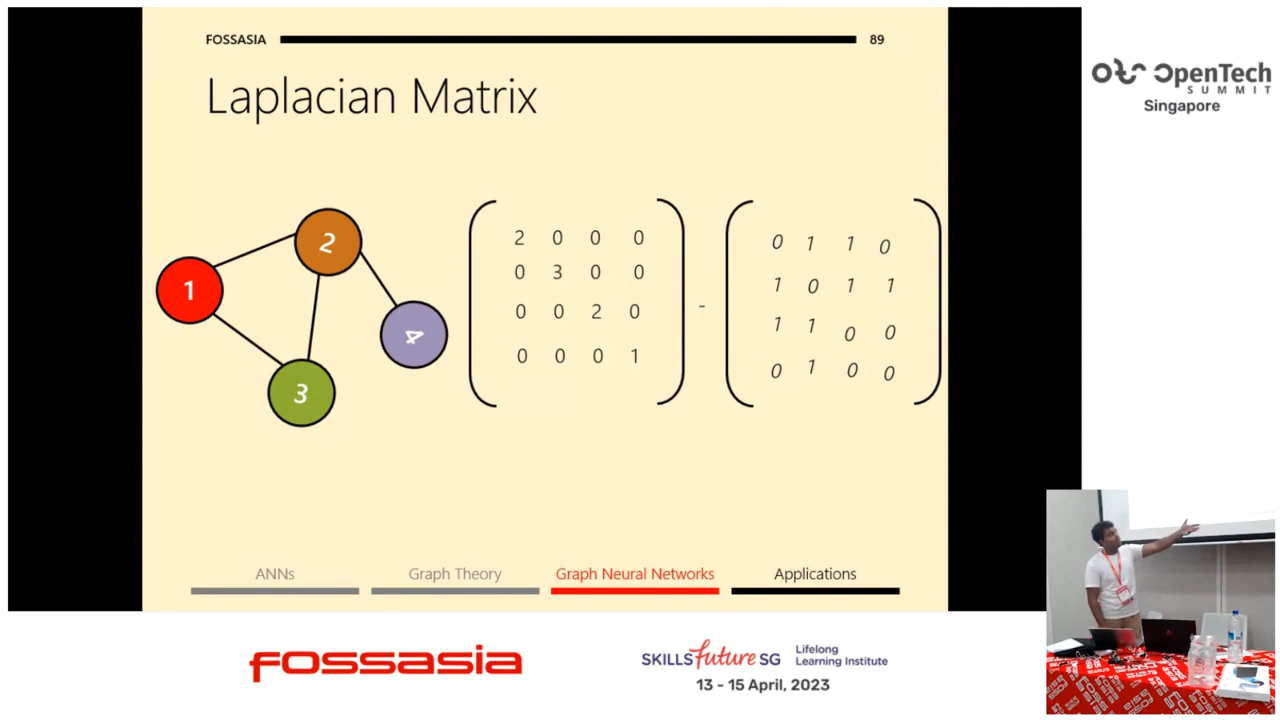 FOSSASIA 89
OpenTech
SUMMIT
Singapore
Laplacian Matrix
1
2
3
4
2 0 0 0
0 3 0 0
0 0 2 0
0 0 0 1
-
0 1 1 0
1 0 1 1
1 1 0 0
0 1 0 0
ANNs Graph Theory Graph Neural Networks Applications
fossasia
SKILLS future SG Lifelong
Learning Institute
13 - 15 April, 2023